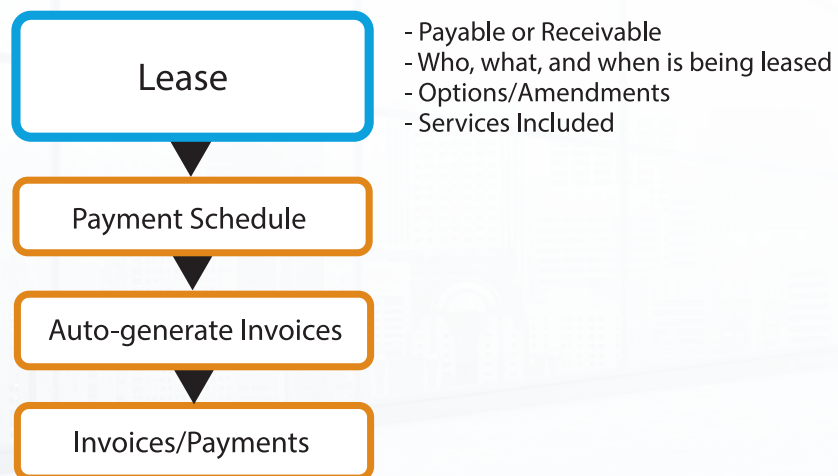 Lease
- Payable or Receivable
- Who, what, and when is being leased
- Options/Amendments
- Services Included
Payment Schedule
Auto-generate Invoices
Invoices/Payments